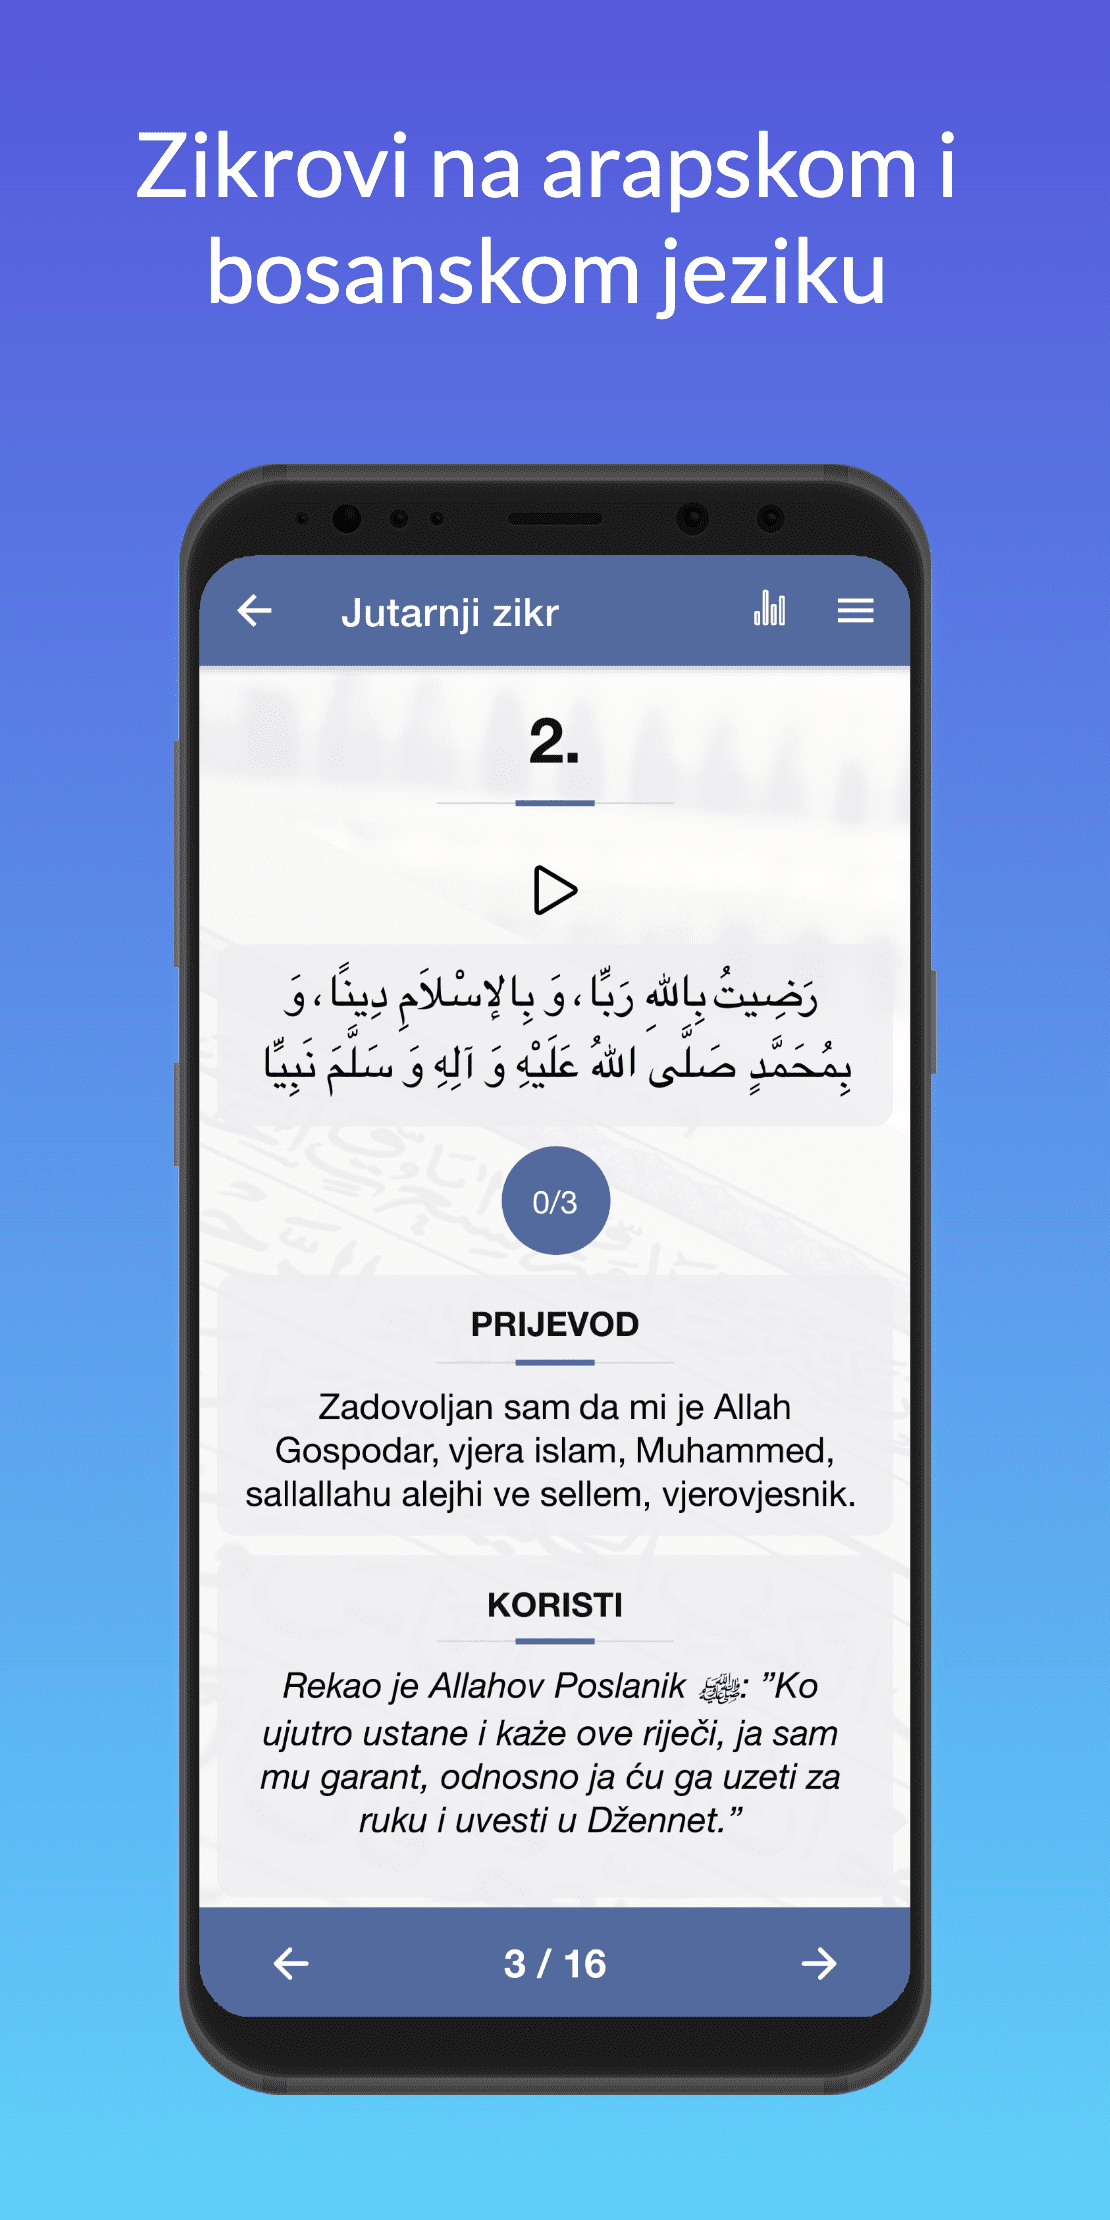 Zikrovi na arapskom i
bosanskom jeziku
Jutarnji zikr
2.
رَضِيتُ بِاللهِ رَبًّا، وَ بِالإسْلاَمِ دِينًا، وَ
بِمُحَمَّدٍ صَلَّى اللهُ عَلَيْهِ وَ آلِهِ وَ سَلَّمَ نَبِيًّا
0/3
PRIJEVOD
Zadovoljan sam da mi je Allah
Gospodar, vjera islam, Muhammed,
sallallahu alejhi ve sellem, vjerovjesnik.
KORISTI
Rekao je Allahov Poslanik ﷺ: ”Ko
ujutro ustane i kaže ove riječi, ja sam
mu garant, odnosno ja ću ga uzeti za
ruku i uvesti u Džennet.”
3 / 16